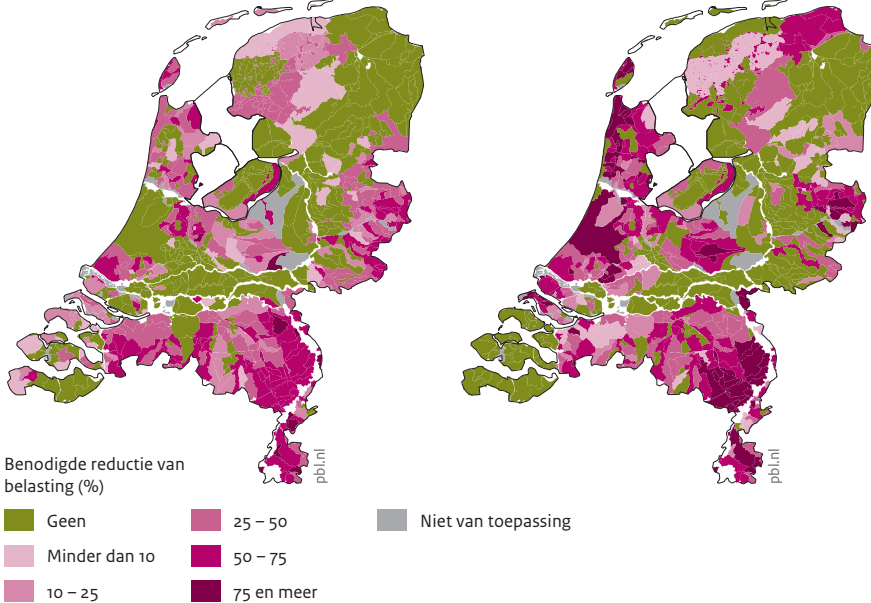 pbl.nl
pbl.nl
Benodigde reductie van
belasting (%)
Geen
Minder dan 10
10 – 25
25 – 50
50 – 75
75 en meer
Niet van toepassing